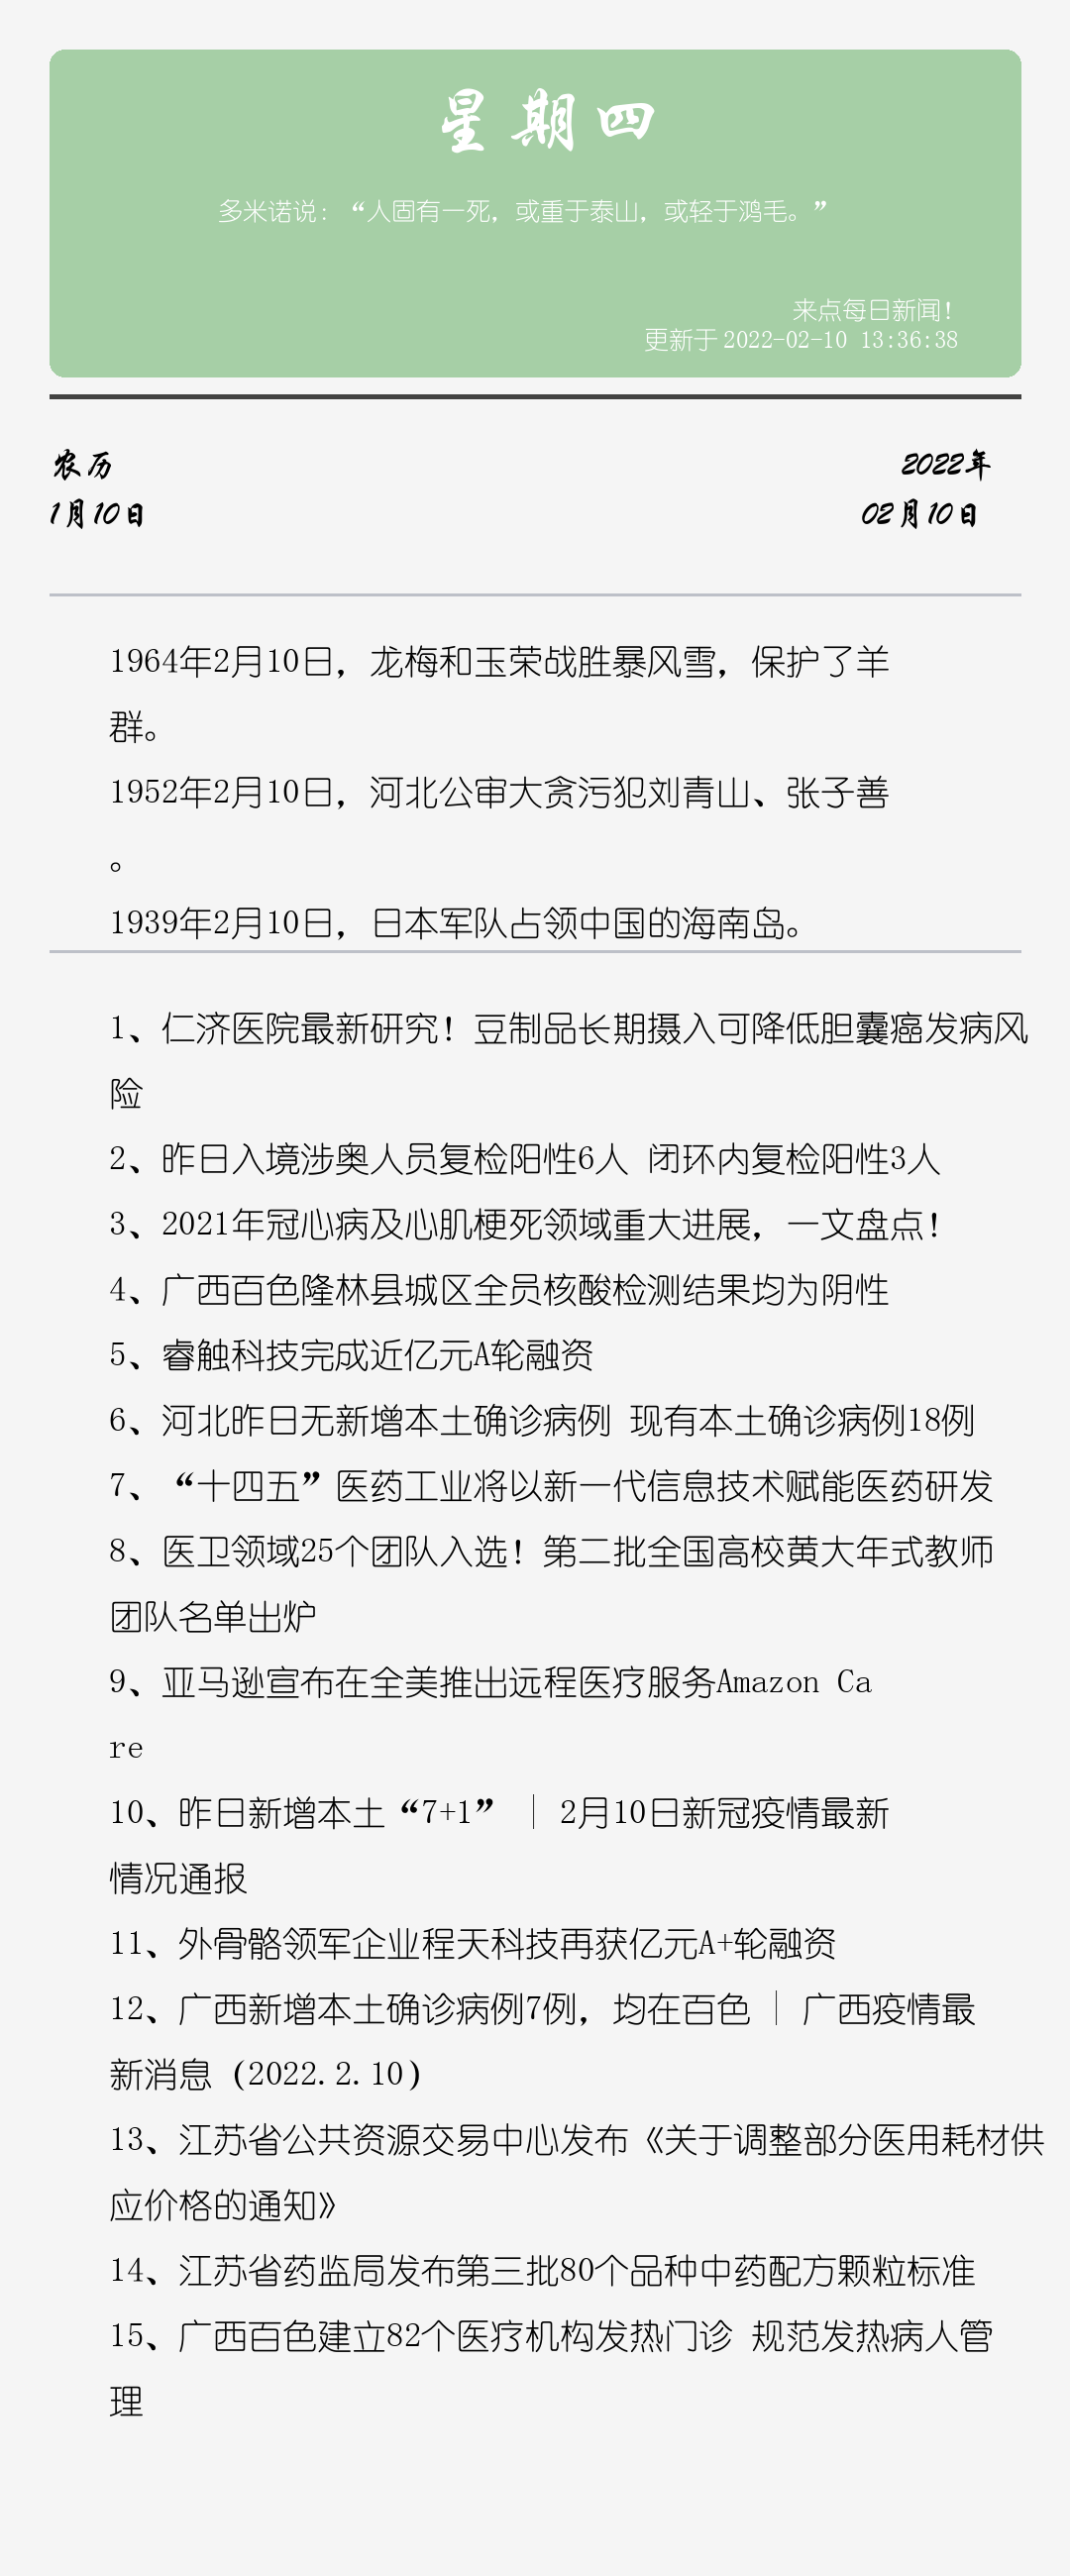 星期四
多米诺说：“人固有一死，或重于泰山，或轻于鸿毛。”
来点每日新闻！
更新于 2022-02-10 13:36:38
农历
2022年
1月10日
02月10日
1964年2月10日，龙梅和玉荣战胜暴风雪，保护了羊
群。
1952年2月10日，河北公审大贪污犯刘青山、张子善
。
1939年2月10日，日本军队占领中国的海南岛。
1、仁济医院最新研究！豆制品长期摄入可降低胆囊癌发病风
险
2、昨日入境涉奥人员复检阳性6人 闭环内复检阳性3人
3、2021年冠心病及心肌梗死领域重大进展，一文盘点！
4、广西百色隆林县城区全员核酸检测结果均为阴性
5、睿触科技完成近亿元A轮融资
6、河北昨日无新增本土确诊病例 现有本土确诊病例18例
7、“十四五”医药工业将以新一代信息技术赋能医药研发
8、医卫领域25个团队入选！第二批全国高校黄大年式教师
团队名单出炉
9、亚马逊宣布在全美推出远程医疗服务Amazon Ca
re
10、昨日新增本土“7+1” | 2月10日新冠疫情最新
情况通报
11、外骨骼领军企业程天科技再获亿元A+轮融资
12、广西新增本土确诊病例7例，均在百色 | 广西疫情最
新消息（2022.2.10）
13、江苏省公共资源交易中心发布《关于调整部分医用耗材供
应价格的通知》
14、江苏省药监局发布第三批80个品种中药配方颗粒标准
15、广西百色建立82个医疗机构发热门诊 规范发热病人管
理